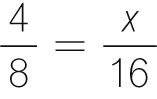 4/8 = x/16